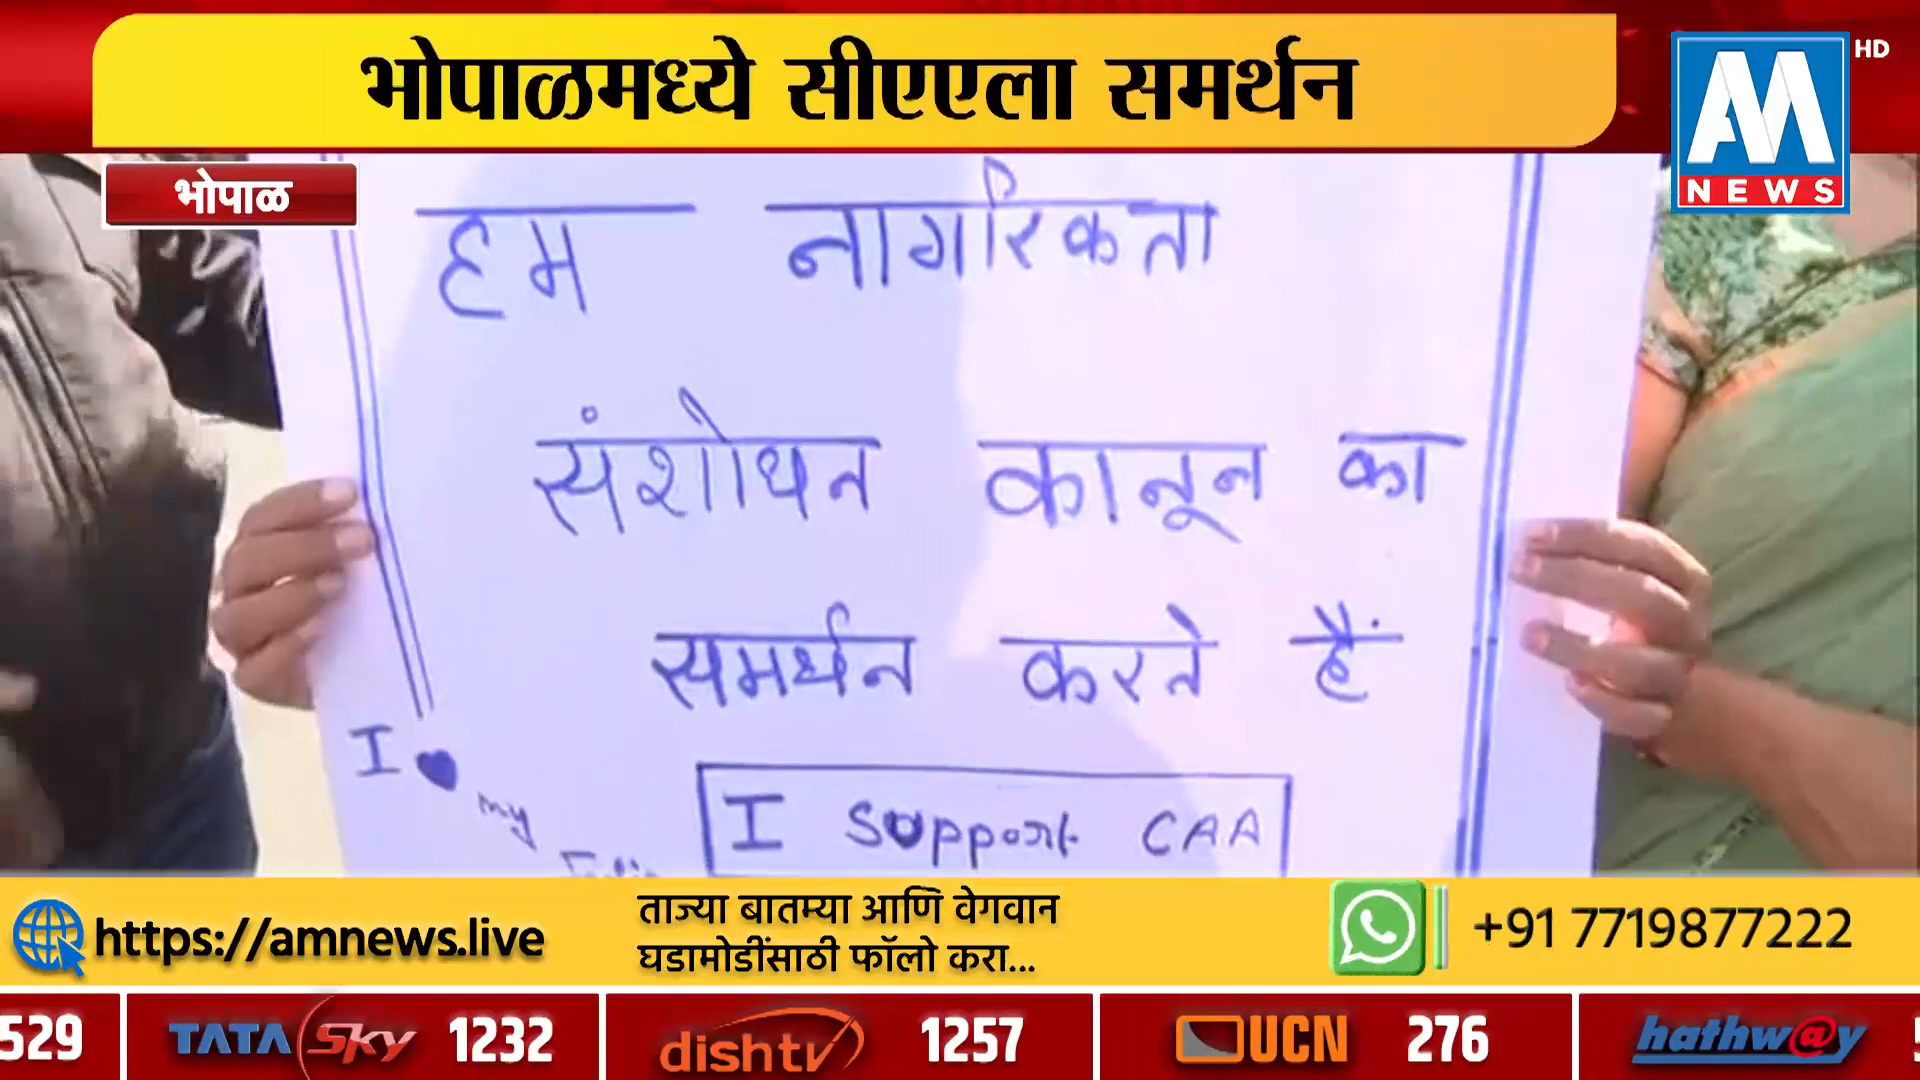 भोपाळमध्ये सीएएला समर्थन
AM
NEWS
HD
भोपाळ
हम नागरिकता
संशोधन कानून का
समर्थन करते हैं
I ♥ my
I support CAA
https://amnews.live
ताज्या बातम्या आणि वेगवान
घडामोडींसाठी फॉलो करा...
+91 7719877222
529
TATA Sky 1232
dishtv 1257
UCN 276
hathw@y